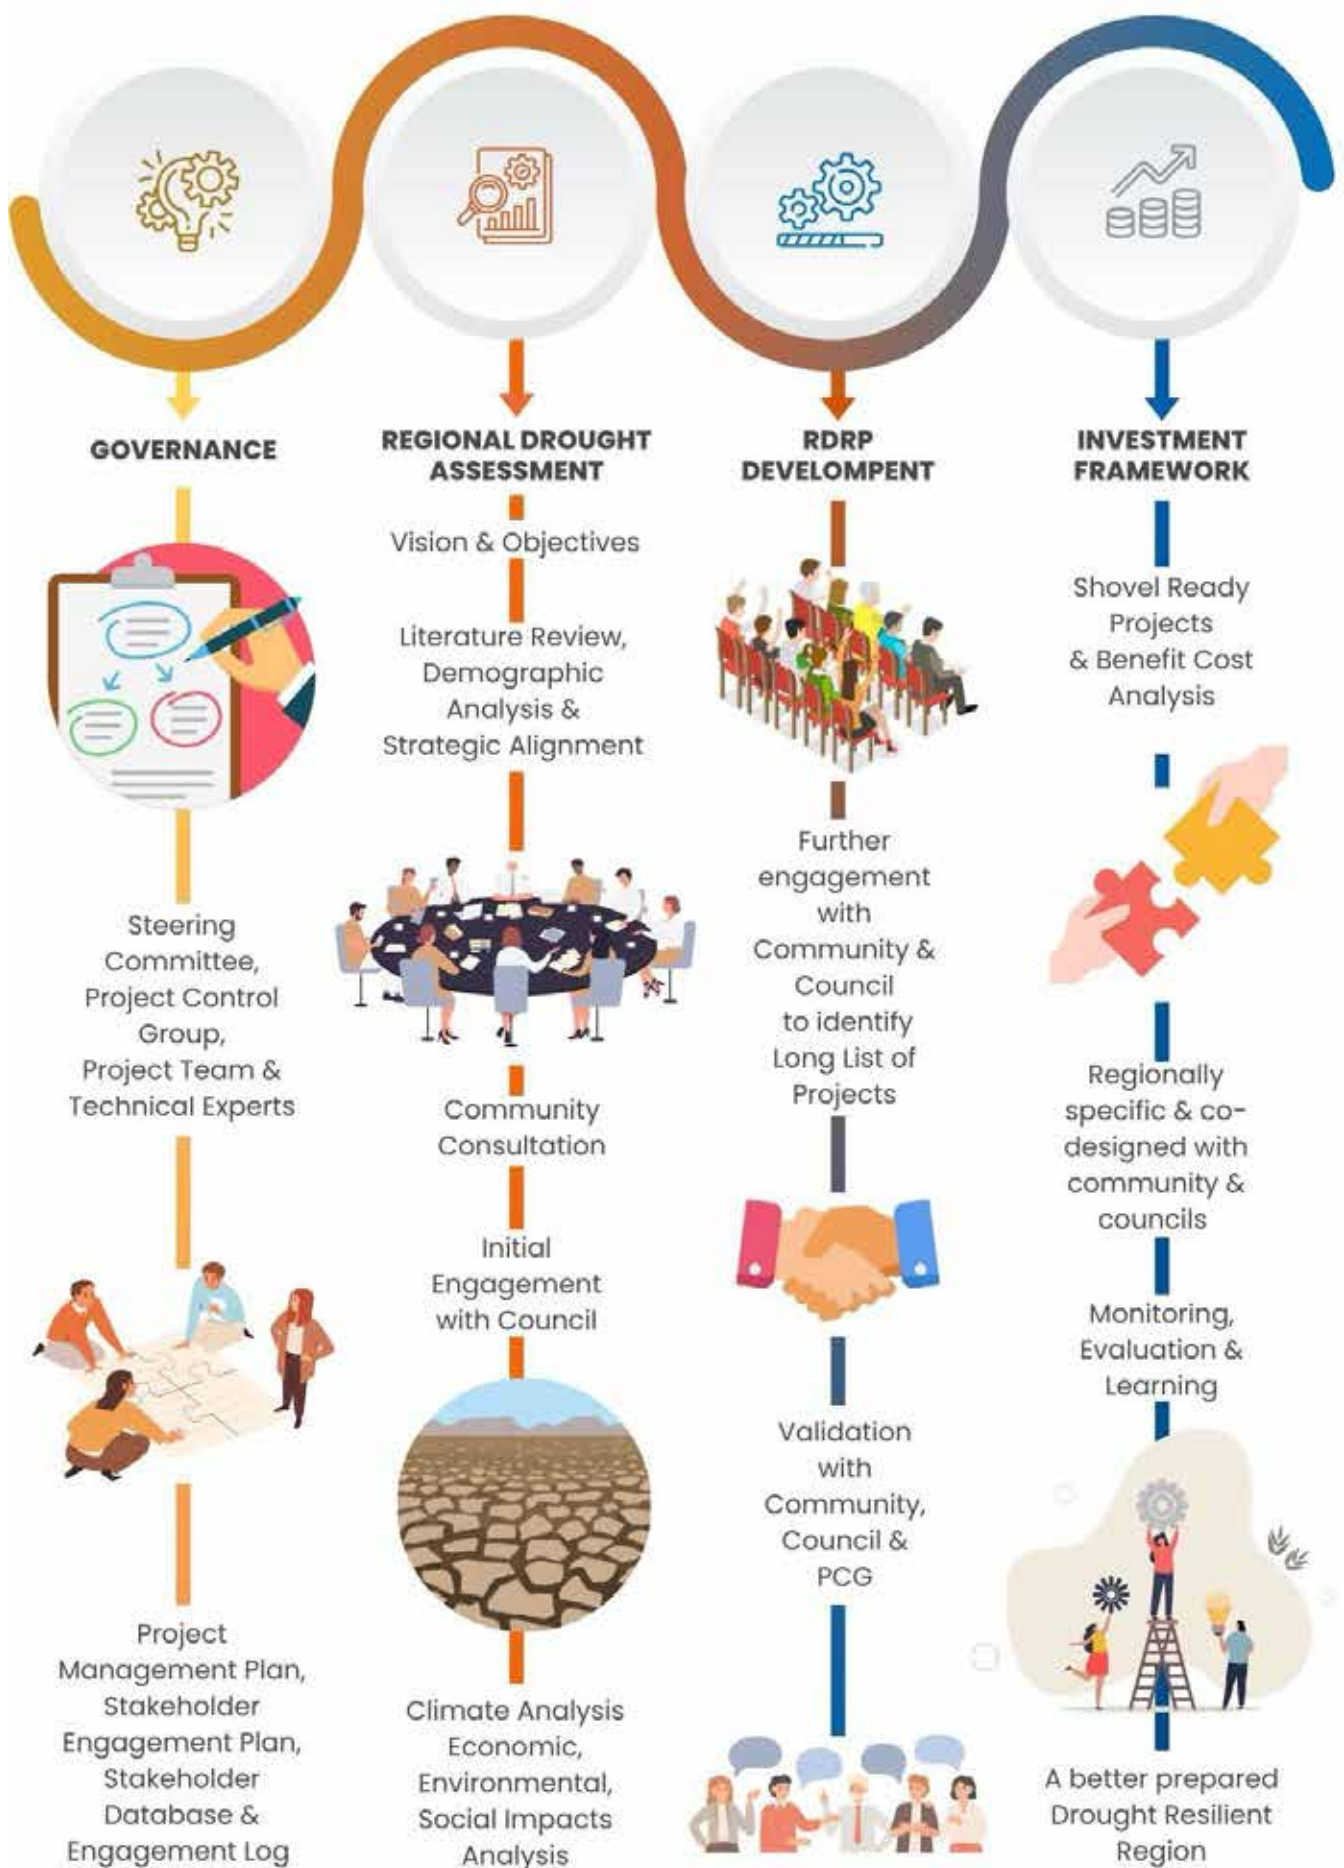 GOVERNANCE
Steering
Committee,
Project Control
Group,
Project Team &
Technical Experts
Project
Management Plan,
Stakeholder
Engagement Plan,
Stakeholder
Database &
Engagement Log
REGIONAL DROUGHT
ASSESSMENT
Vision & Objectives
Literature Review,
Demographic
Analysis &
Strategic Alignment
Community
Consultation
Initial
Engagement
with Council
Climate Analysis
Economic,
Environmental,
Social Impacts
Analysis
RDRP
DEVELOMPENT
Further
engagement
with
Community &
Council
to identify
Long List of
Projects
Validation
with
Community,
Council &
PCG
INVESTMENT
FRAMEWORK
Shovel Ready
Projects
& Benefit Cost
Analysis
Regionally
specific & co-
designed with
community &
councils
Monitoring,
Evaluation &
Learning
A better prepared
Drought Resilient
Region